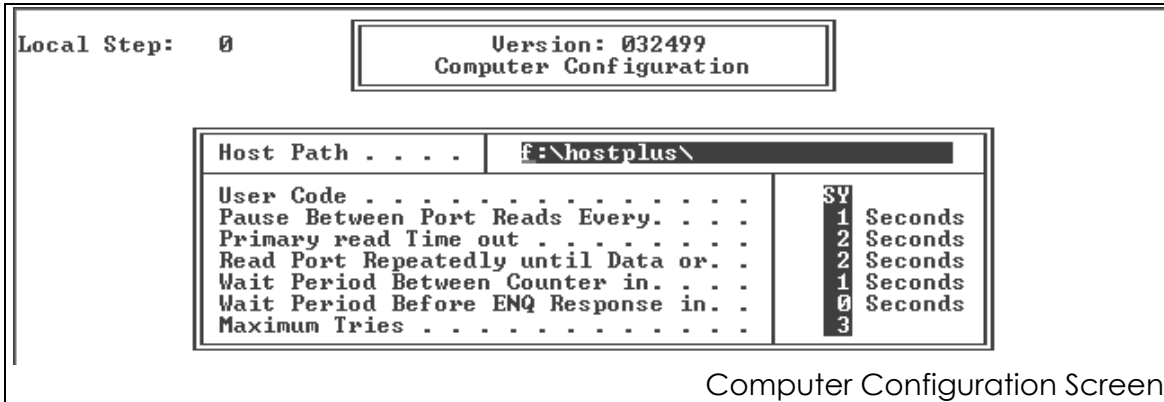 Local Step: 0
Version: 032499
Computer Configuration
Host Path . . . . f:\hostplus\
User Code . . . . . . . . . . . . . . SY
Pause Between Port Reads Every. . . . 1 Seconds
Primary read Time out . . . . . . . . 2 Seconds
Read Port Repeatedly until Data or. . 2 Seconds
Wait Period Between Counter in. . . . 1 Seconds
Wait Period Before ENQ Response in. . 0 Seconds
Maximum Tries . . . . . . . . . . . . 3
Computer Configuration Screen